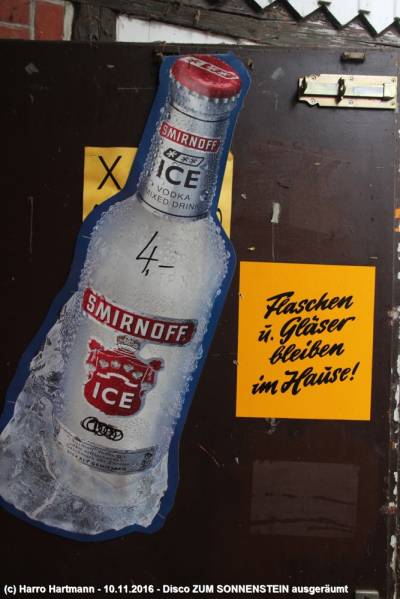 SMIRNOFF
ICE
VODKA
MIXED DRINK
X
4,-
SMIRNOFF
ICE
Flaschen
u. Gläser
bleiben
im Hause!
(c) Harro Hartmann - 10.11.2016 - Disco ZUM SONNENSTEIN ausgeräumt